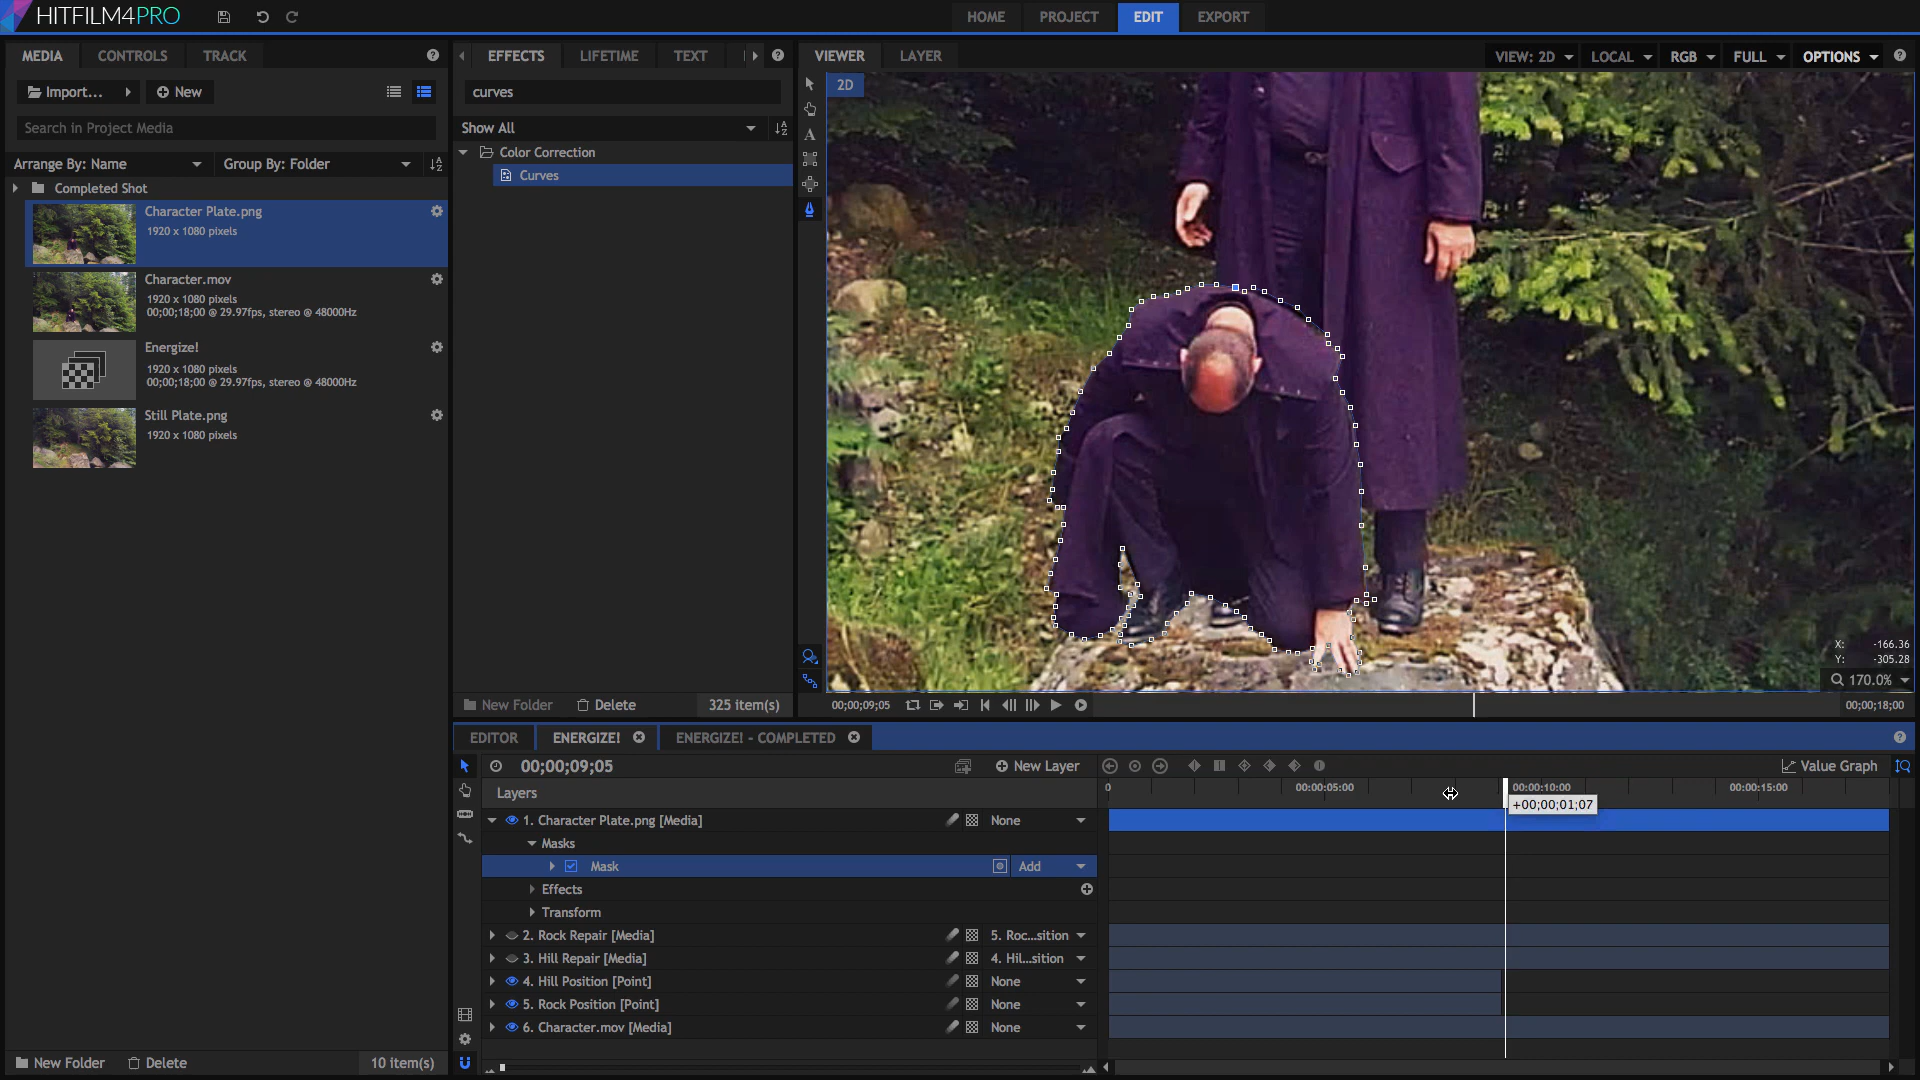 HITFILM4PRO
HOME PROJECT EDIT EXPORT
MEDIA CONTROLS TRACK
EFFECTS LIFETIME TEXT
VIEWER LAYER
VIEW: 2D LOCAL RGB FULL OPTIONS
Import... New
curves
2D
Search in Project Media
Show All
Arrange By: Name Group By: Folder
Color Correction
Curves
Completed Shot
Character Plate.png
1920 x 1080 pixels
Character.mov
1920 x 1080 pixels
00;00;18;00 @ 29.97fps, stereo @ 48000Hz
Energize!
1920 x 1080 pixels
00;00;18;00 @ 29.97fps, stereo @ 48000Hz
Still Plate.png
1920 x 1080 pixels
X: -166.36
Y: -305.28
170.0%
New Folder Delete 325 item(s)
00;00;09;05
00;00;18;00
EDITOR ENERGIZE! ENERGIZE! - COMPLETED
00;00;09;05
New Layer
Value Graph
Layers
0 00:00:05:00 00:00:10:00 00:00:15:00
+00;00;01;07
1. Character Plate.png [Media] None
Masks
Mask Add
Effects
Transform
2. Rock Repair [Media] 5. Roc...sition
3. Hill Repair [Media] 4. Hil...sition
4. Hill Position [Point] None
5. Rock Position [Point] None
6. Character.mov [Media] None
New Folder Delete 10 item(s)